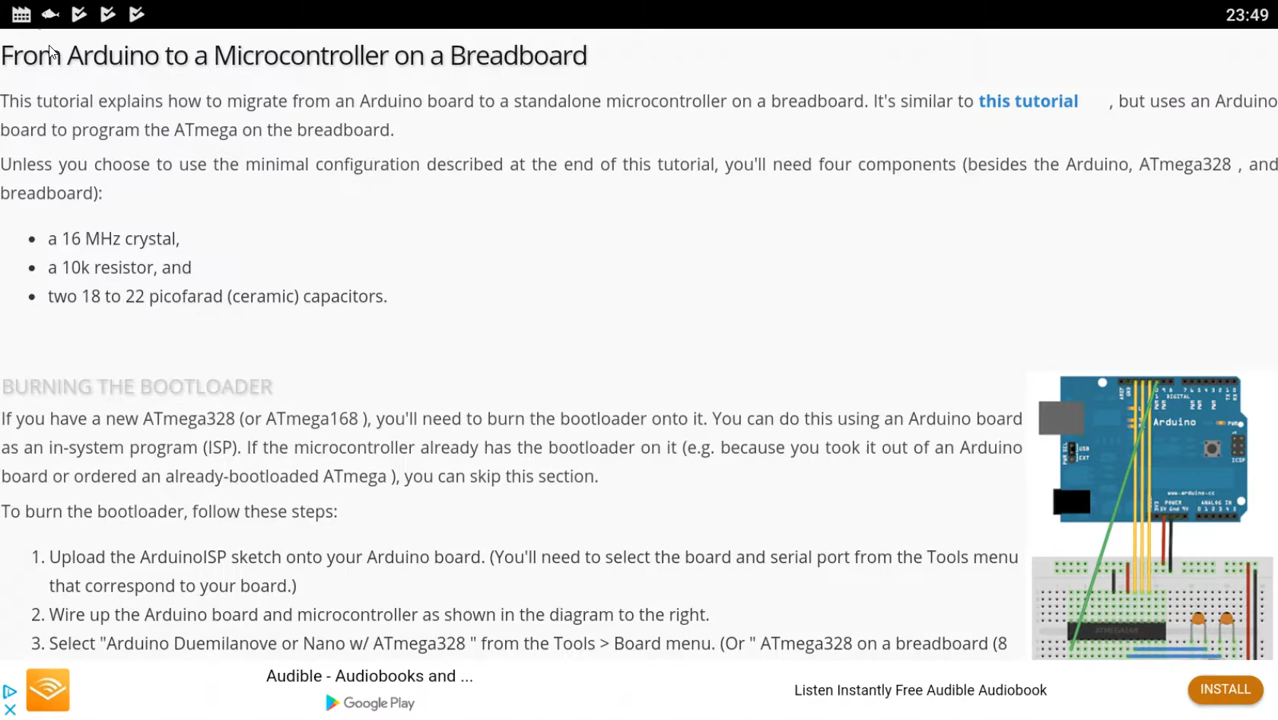 23:49
From Arduino to a Microcontroller on a Breadboard
This tutorial explains how to migrate from an Arduino board to a standalone microcontroller on a breadboard. It's similar to this tutorial , but uses an Arduino
board to program the ATmega on the breadboard.
Unless you choose to use the minimal configuration described at the end of this tutorial, you'll need four components (besides the Arduino, ATmega328 , and
breadboard):
• a 16 MHz crystal,
• a 10k resistor, and
• two 18 to 22 picofarad (ceramic) capacitors.
BURNING THE BOOTLOADER
If you have a new ATmega328 (or ATmega168 ), you'll need to burn the bootloader onto it. You can do this using an Arduino board
as an in-system program (ISP). If the microcontroller already has the bootloader on it (e.g. because you took it out of an Arduino
board or ordered an already-bootloaded ATmega ), you can skip this section.
To burn the bootloader, follow these steps:
1. Upload the ArduinoISP sketch onto your Arduino board. (You'll need to select the board and serial port from the Tools menu
that correspond to your board.)
2. Wire up the Arduino board and microcontroller as shown in the diagram to the right.
3. Select "Arduino Duemilanove or Nano w/ ATmega328 " from the Tools > Board menu. (Or " ATmega328 on a breadboard (8
DIGITAL
Arduino
USB
EXT
ICSP
www.arduino.cc
POWER
ANALOG IN
Audible - Audiobooks and ...
Google Play
Listen Instantly Free Audible Audiobook
INSTALL